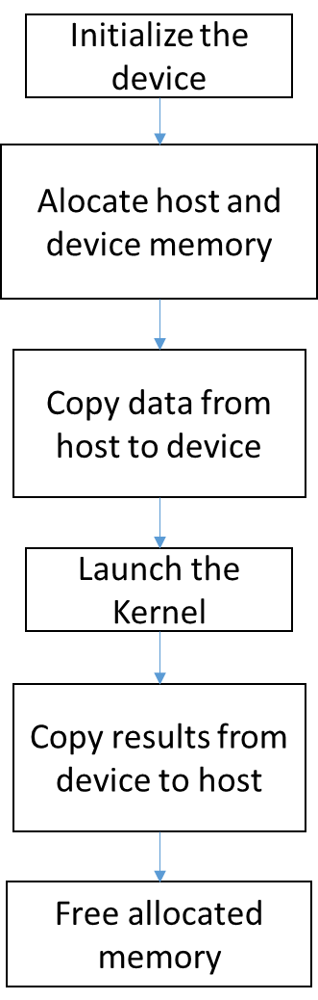 Initialize the
device
Alocate host and
device memory
Copy data from
host to device
Launch the
Kernel
Copy results from
device to host
Free allocated
memory